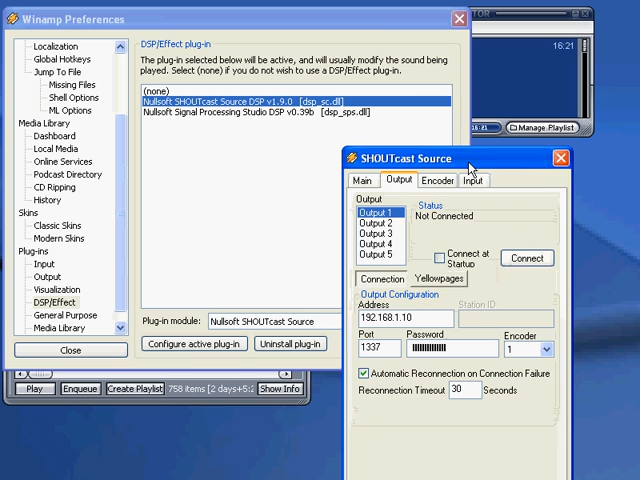 Winamp Preferences
Localization
Global Hotkeys
Jump To File
Missing Files
Shell Options
ML Options
Media Library
Dashboard
Local Media
Online Services
Podcast Directory
CD Ripping
History
Skins
Classic Skins
Modern Skins
Plug-ins
Input
Output
Visualization
DSP/Effect
General Purpose
Media Library
Close
DSP/Effect plug-in
The plug-in selected below will be active, and will usually modify the sound being
played. Select (none) if you do not wish to use a DSP/Effect plug-in.
(none)
Nullsoft SHOUTcast Source DSP v1.9.0 [dsp_sc.dll]
Nullsoft Signal Processing Studio DSP v0.39b [dsp_sps.dll]
Plug-in module: Nullsoft SHOUTcast Source
Configure active plug-in
Uninstall plug-in
TOR
16:21
16:21
Manage Playlist
SHOUTcast Source
Main Output Encoder Input
Output
Output 1
Output 2
Output 3
Output 4
Output 5
Status
Not Connected
Connect at
Startup
Connect
Connection Yellowpages
Output Configuration
Address
Station ID
192.168.1.10
Port
Password
Encoder
1337
1
Automatic Reconnection on Connection Failure
Reconnection Timeout 30 Seconds
Play Enqueue Create Playlist 758 items [2 days+5: Show Info